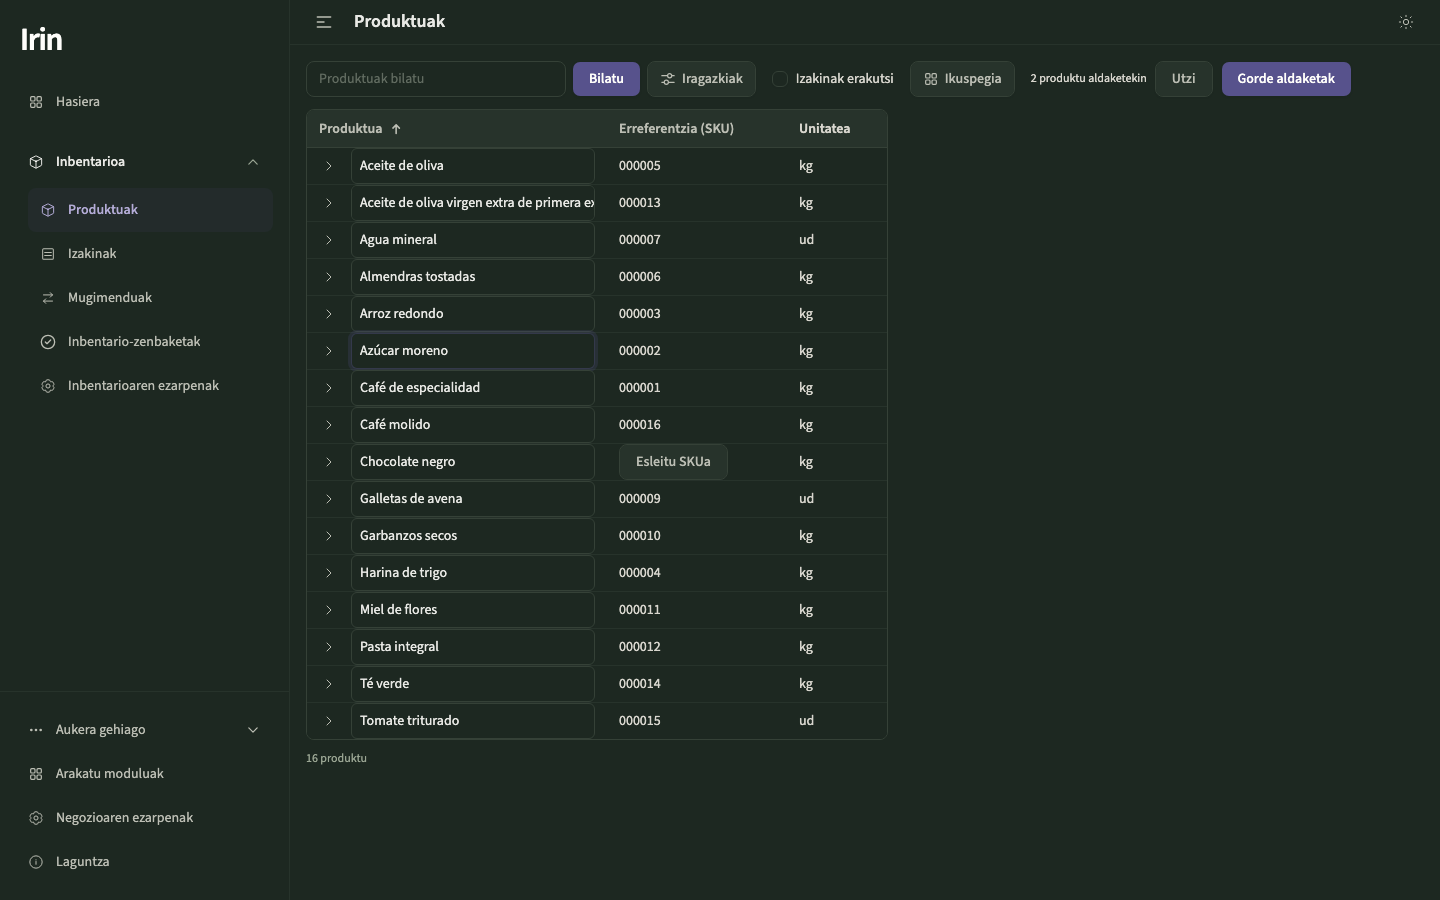 Irin
Produktuak
Hasiera
Inbentarioa
Produktuak
Izakinak
Mugimenduak
Inbentario-zenbaketak
Inbentarioaren ezarpenak
Aukera gehiago
Arakatu moduluak
Negozioaren ezarpenak
Laguntza
Produktuak bilatu Bilatu Iragazkiak Izakinak erakutsi Ikuspegia 2 produktu aldaketekin Utzi Gorde aldaketak
Produktua Erreferentzia (SKU) Unitatea
Aceite de oliva 000005 kg
Aceite de oliva virgen extra de primera ex 000013 kg
Agua mineral 000007 ud
Almendras tostadas 000006 kg
Arroz redondo 000003 kg
Azúcar moreno 000002 kg
Café de especialidad 000001 kg
Café molido 000016 kg
Chocolate negro Esleitu SKUa kg
Galletas de avena 000009 ud
Garbanzos secos 000010 kg
Harina de trigo 000004 kg
Miel de flores 000011 kg
Pasta integral 000012 kg
Té verde 000014 kg
Tomate triturado 000015 ud
16 produktu